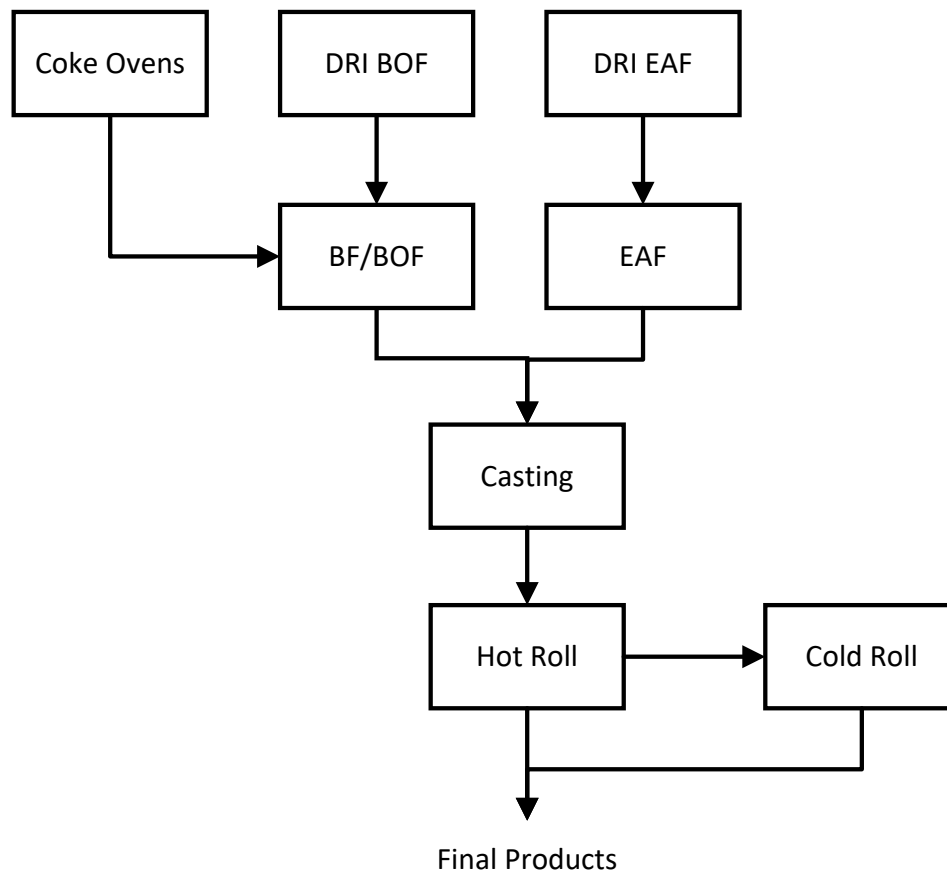 Coke Ovens
DRI BOF
DRI EAF
BF/BOF
EAF
Casting
Hot Roll
Cold Roll
Final Products